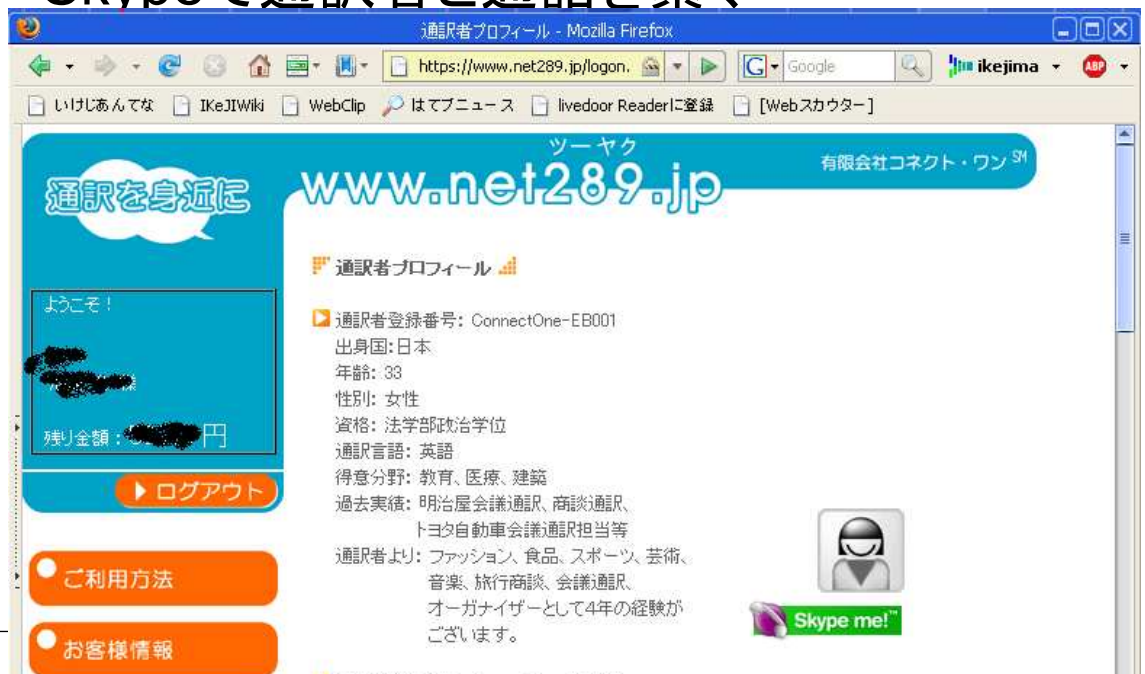 通訳者プロフィール - Mozilla Firefox
https://www.net289.jp/logon.
G Google
ikejima
ABP
いけじあんてな IKeJIWiki WebClip はてブニュース livedoor Readerに登録 [Webスカウター]
通訳を身近に
ツーヤク
www.net289.jp
有限会社コネクト・ワン SM
ようこそ!
残り金額: 円
ログアウト
ご利用方法
お客様情報
通訳者プロフィール
通訳者登録番号: ConnectOne-EB001
出身国:日本
年齢: 33
性別: 女性
資格: 法学部政治学位
通訳言語: 英語
得意分野: 教育、医療、建築
過去実績: 明治屋会議通訳、商談通訳、
トヨタ自動車会議通訳担当等
通訳者より: ファッション、食品、スポーツ、芸術、
音楽、旅行商談、会議通訳、
オーガナイザーとして4年の経験が
ございます。
Skype me!™